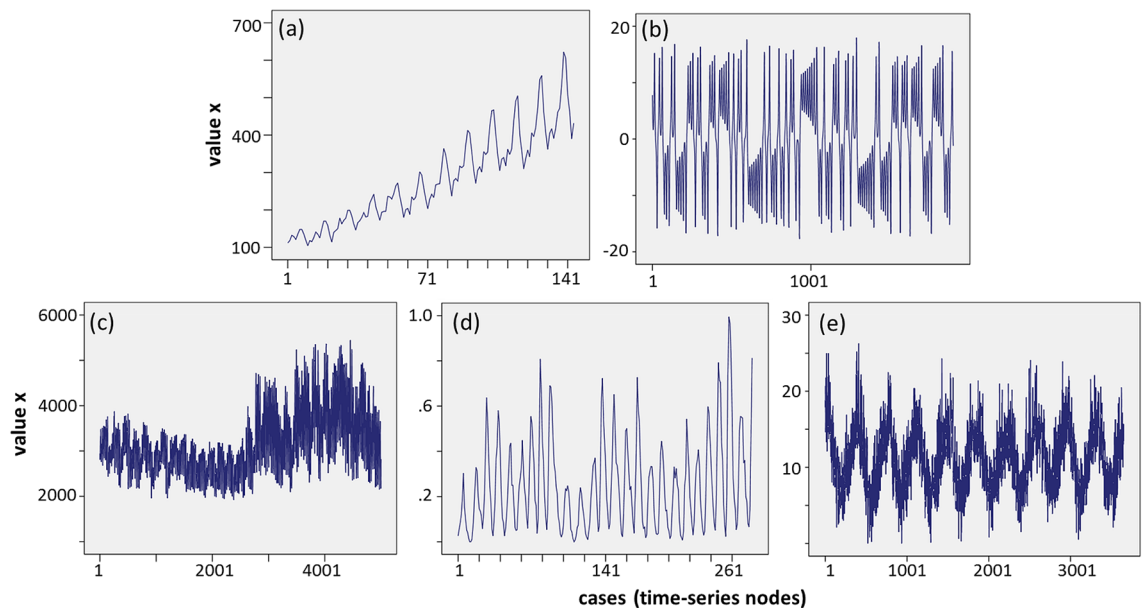 (a)
700
400
100
value x
1 71 141
(b)
20
0
-20
1 1001
(c)
6000
4000
2000
value x
1 2001 4001
(d)
1.0
.6
.2
1 141 261
(e)
30
20
10
1 1001 2001 3001
cases (time-series nodes)